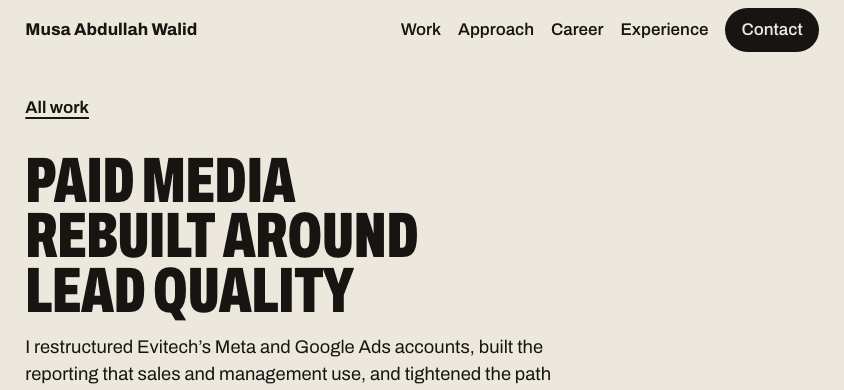 Musa Abdullah Walid
Work Approach Career Experience Contact
All work
PAID MEDIA
REBUILT AROUND
LEAD QUALITY
I restructured Evitech’s Meta and Google Ads accounts, built the
reporting that sales and management use, and tightened the path